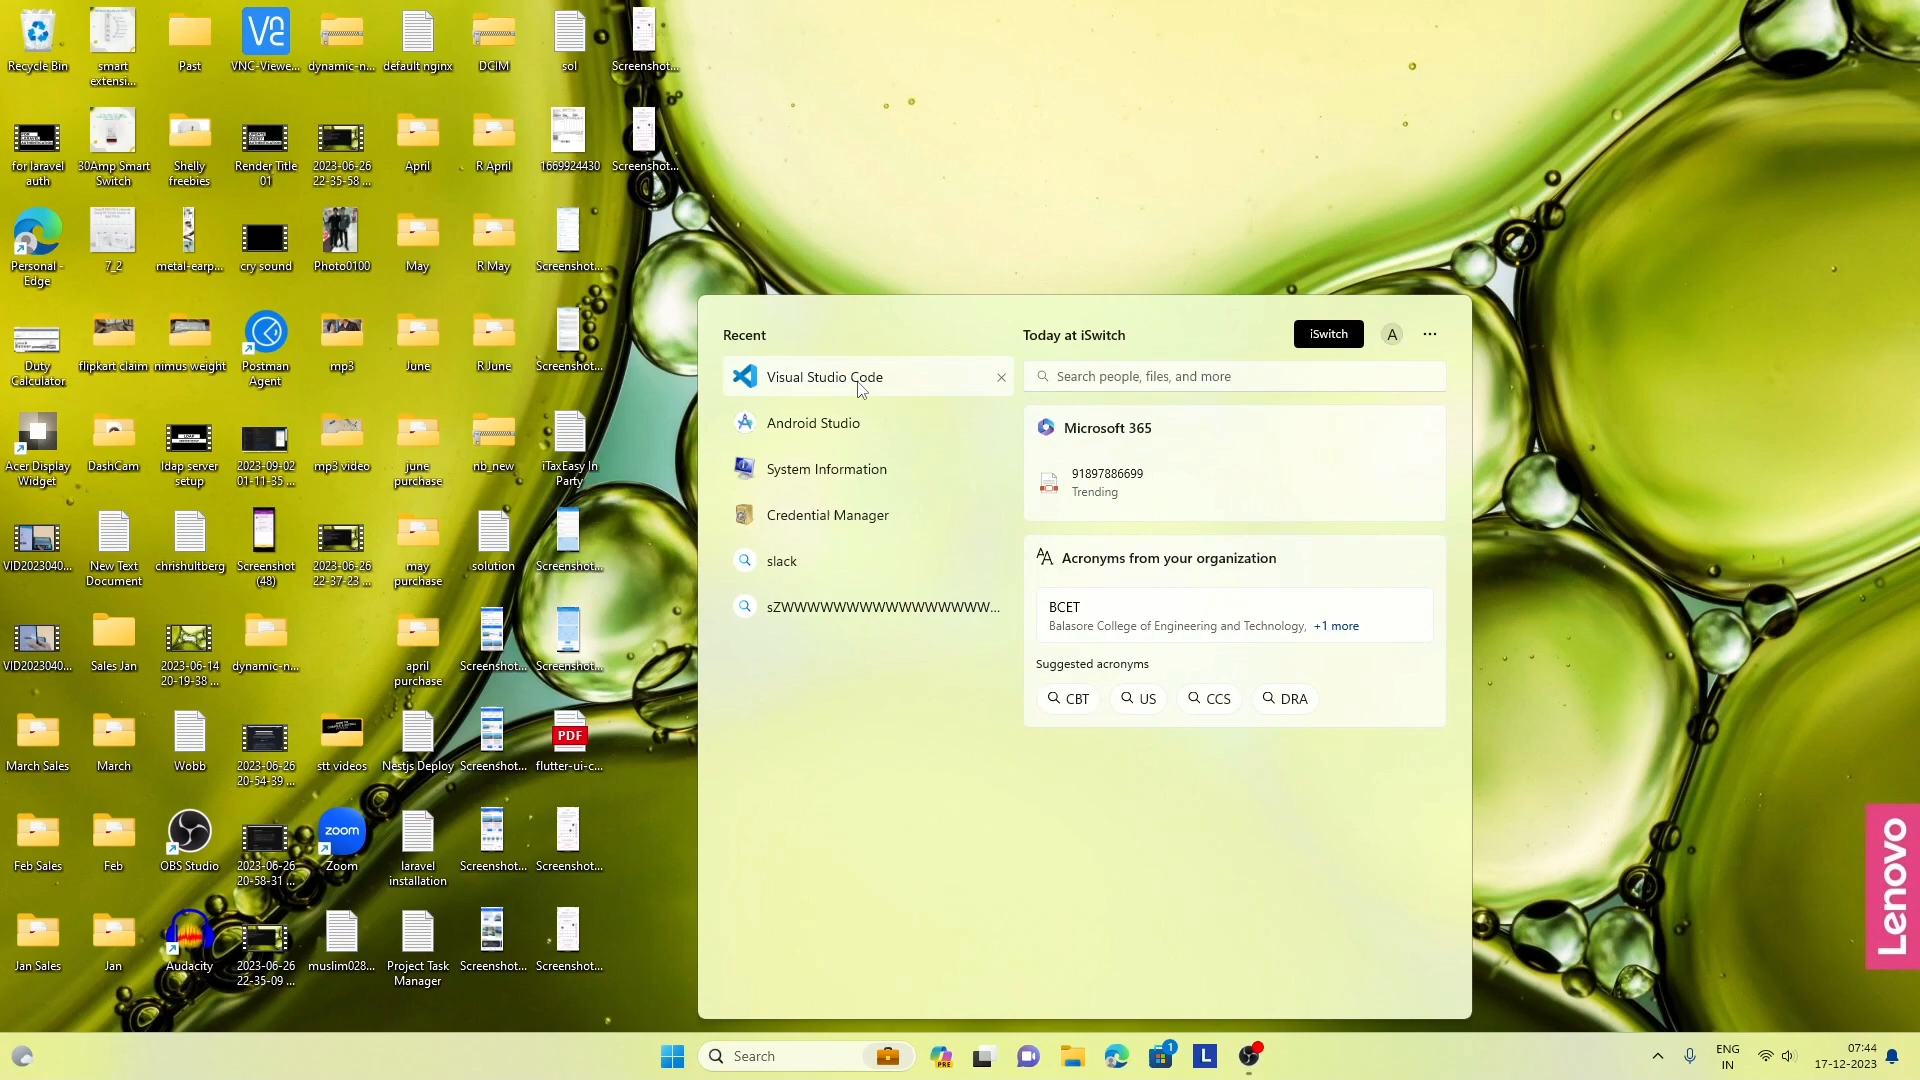 Recycle Bin
smart
extensi...
Past
VNC-Viewe...
dynamic-n...
default nginx
DCIM
sol
Screenshot...
for laravel
auth
30Amp Smart
Switch
Shelly
freebies
Render Title
01
2023-06-26
22-35-58 ...
April
R April
1669924430
Screenshot...
Personal -
Edge
7_2
metal-earp...
cry sound
Photo0100
May
R May
Screenshot...
Duty
Calculator
flipkart claim
nimus weight
Postman
Agent
mp3
June
R June
Screenshot...
Acer Display
Widget
DashCam
ldap server
setup
2023-09-02
01-11-35 ...
mp3 video
june
purchase
nb_new
iTaxEasy In
Party
VID2023040...
New Text
Document
chrishultberg
Screenshot
(48)
2023-06-26
22-37-23 ...
may
purchase
solution
Screenshot...
VID2023040...
Sales Jan
2023-06-14
20-19-38 ...
dynamic-n...
april
purchase
Screenshot...
Screenshot...
March Sales
March
Wobb
2023-06-26
20-54-39 ...
stt videos
Nestjs Deploy
Screenshot...
PDF
flutter-ui-c...
Feb Sales
Feb
OBS Studio
2023-06-26
20-58-31 ...
zoom
Zoom
laravel
installation
Screenshot...
Screenshot...
Jan Sales
Jan
Audacity
2023-06-26
22-35-09 ...
muslim028...
Project Task
Manager
Screenshot...
Screenshot...
Recent
Visual Studio Code
Android Studio
System Information
Credential Manager
slack
Today at iSwitch
iSwitch
A
Search people, files, and more
Microsoft 365
91897886699
Trending
Acronyms from your organization
BCET
Balasore College of Engineering and Technology, +1 more
Suggested acronyms
CBT
US
CCS
DRA
Lenovo
Search
PRE
1
L
ENG
IN
07:44
17-12-2023